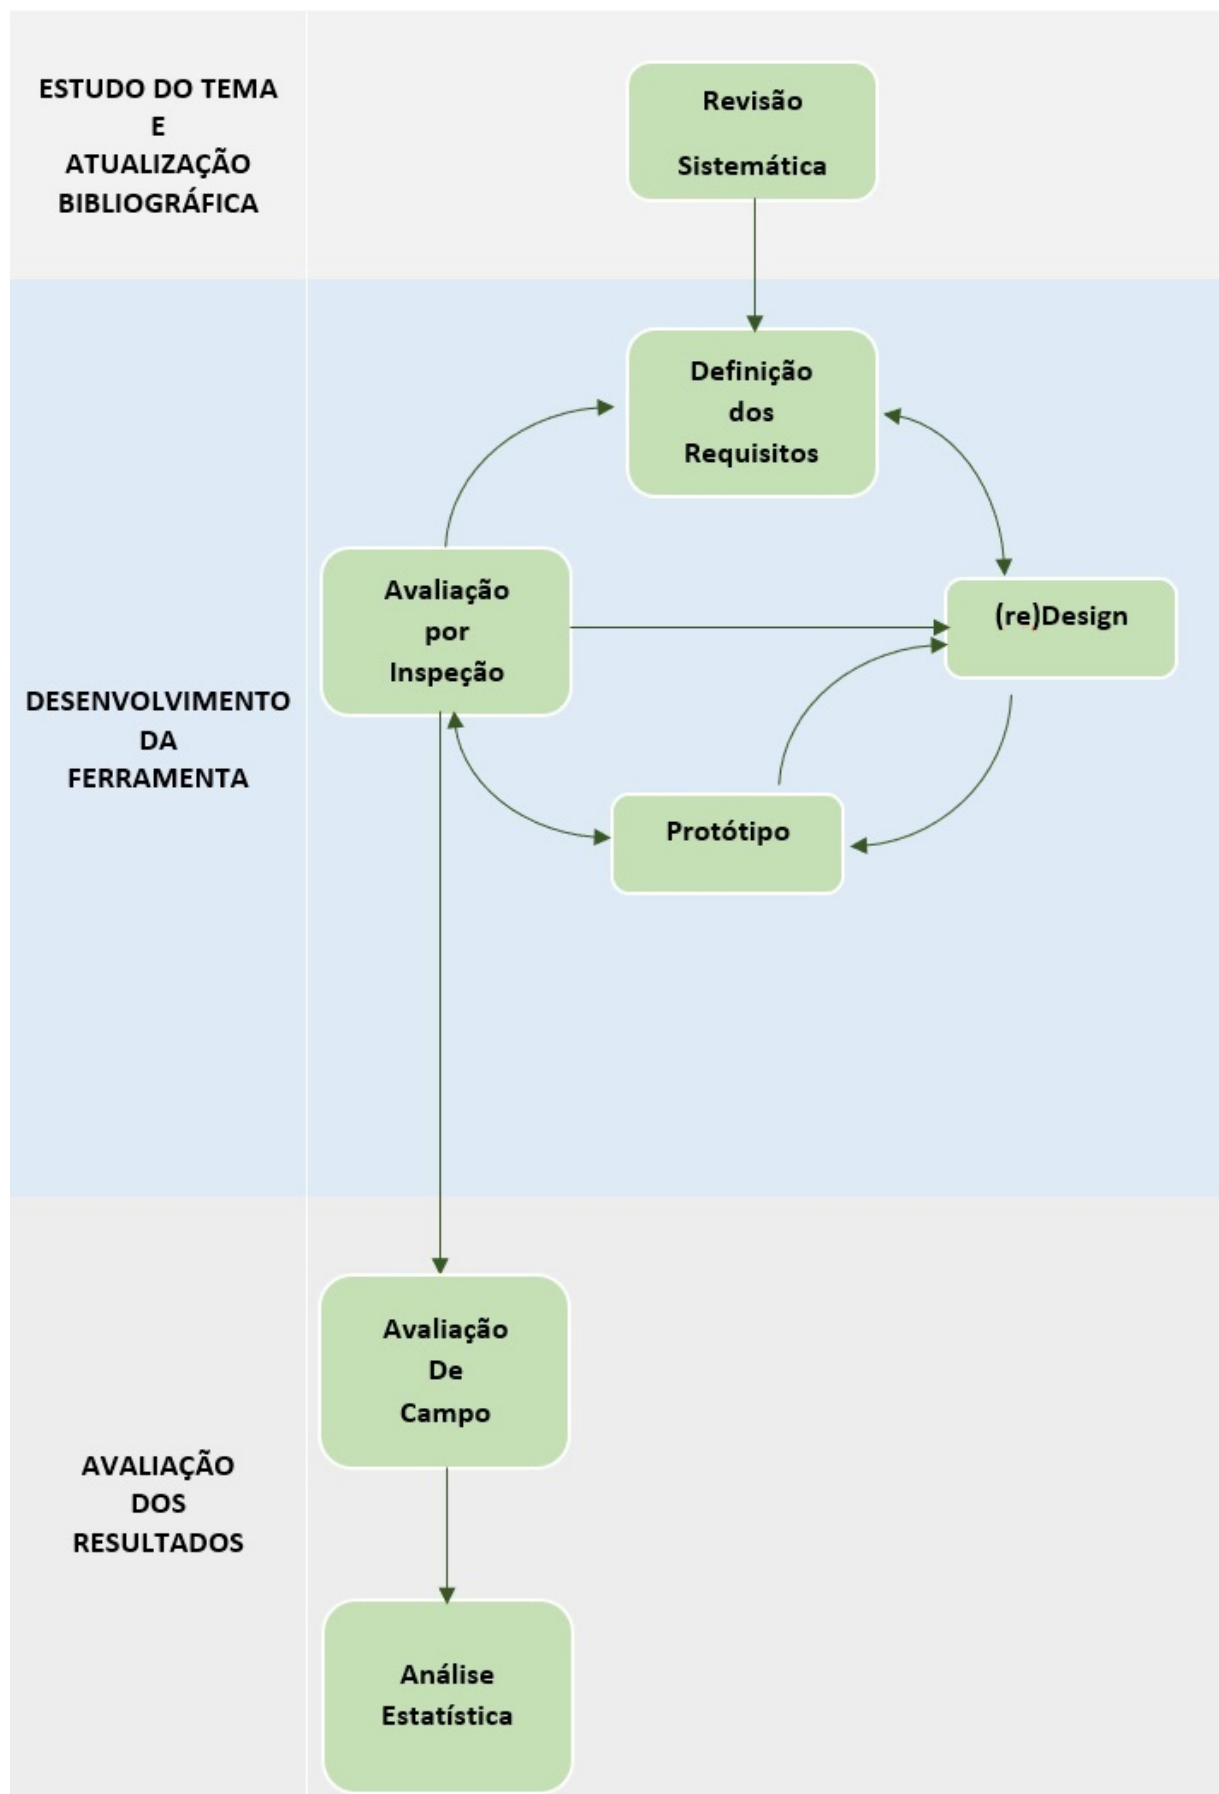 ESTUDO DO TEMA
E
ATUALIZAÇÃO
BIBLIOGRÁFICA
Revisão
Sistemática
DESENVOLVIMENTO
DA
FERRAMENTA
Definição
dos
Requisitos
Avaliação
por
Inspeção
(re)Design
Protótipo
AVALIAÇÃO
DOS
RESULTADOS
Avaliação
De
Campo
Análise
Estatística